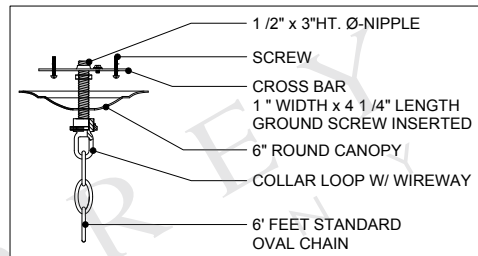 1 /2" x 3"HT. Ø-NIPPLE
SCREW
CROSS BAR
1 " WIDTH x 4 1/4" LENGTH
GROUND SCREW INSERTED
6" ROUND CANOPY
COLLAR LOOP W/ WIREWAY
6' FEET STANDARD
OVAL CHAIN
R E Y
N Y